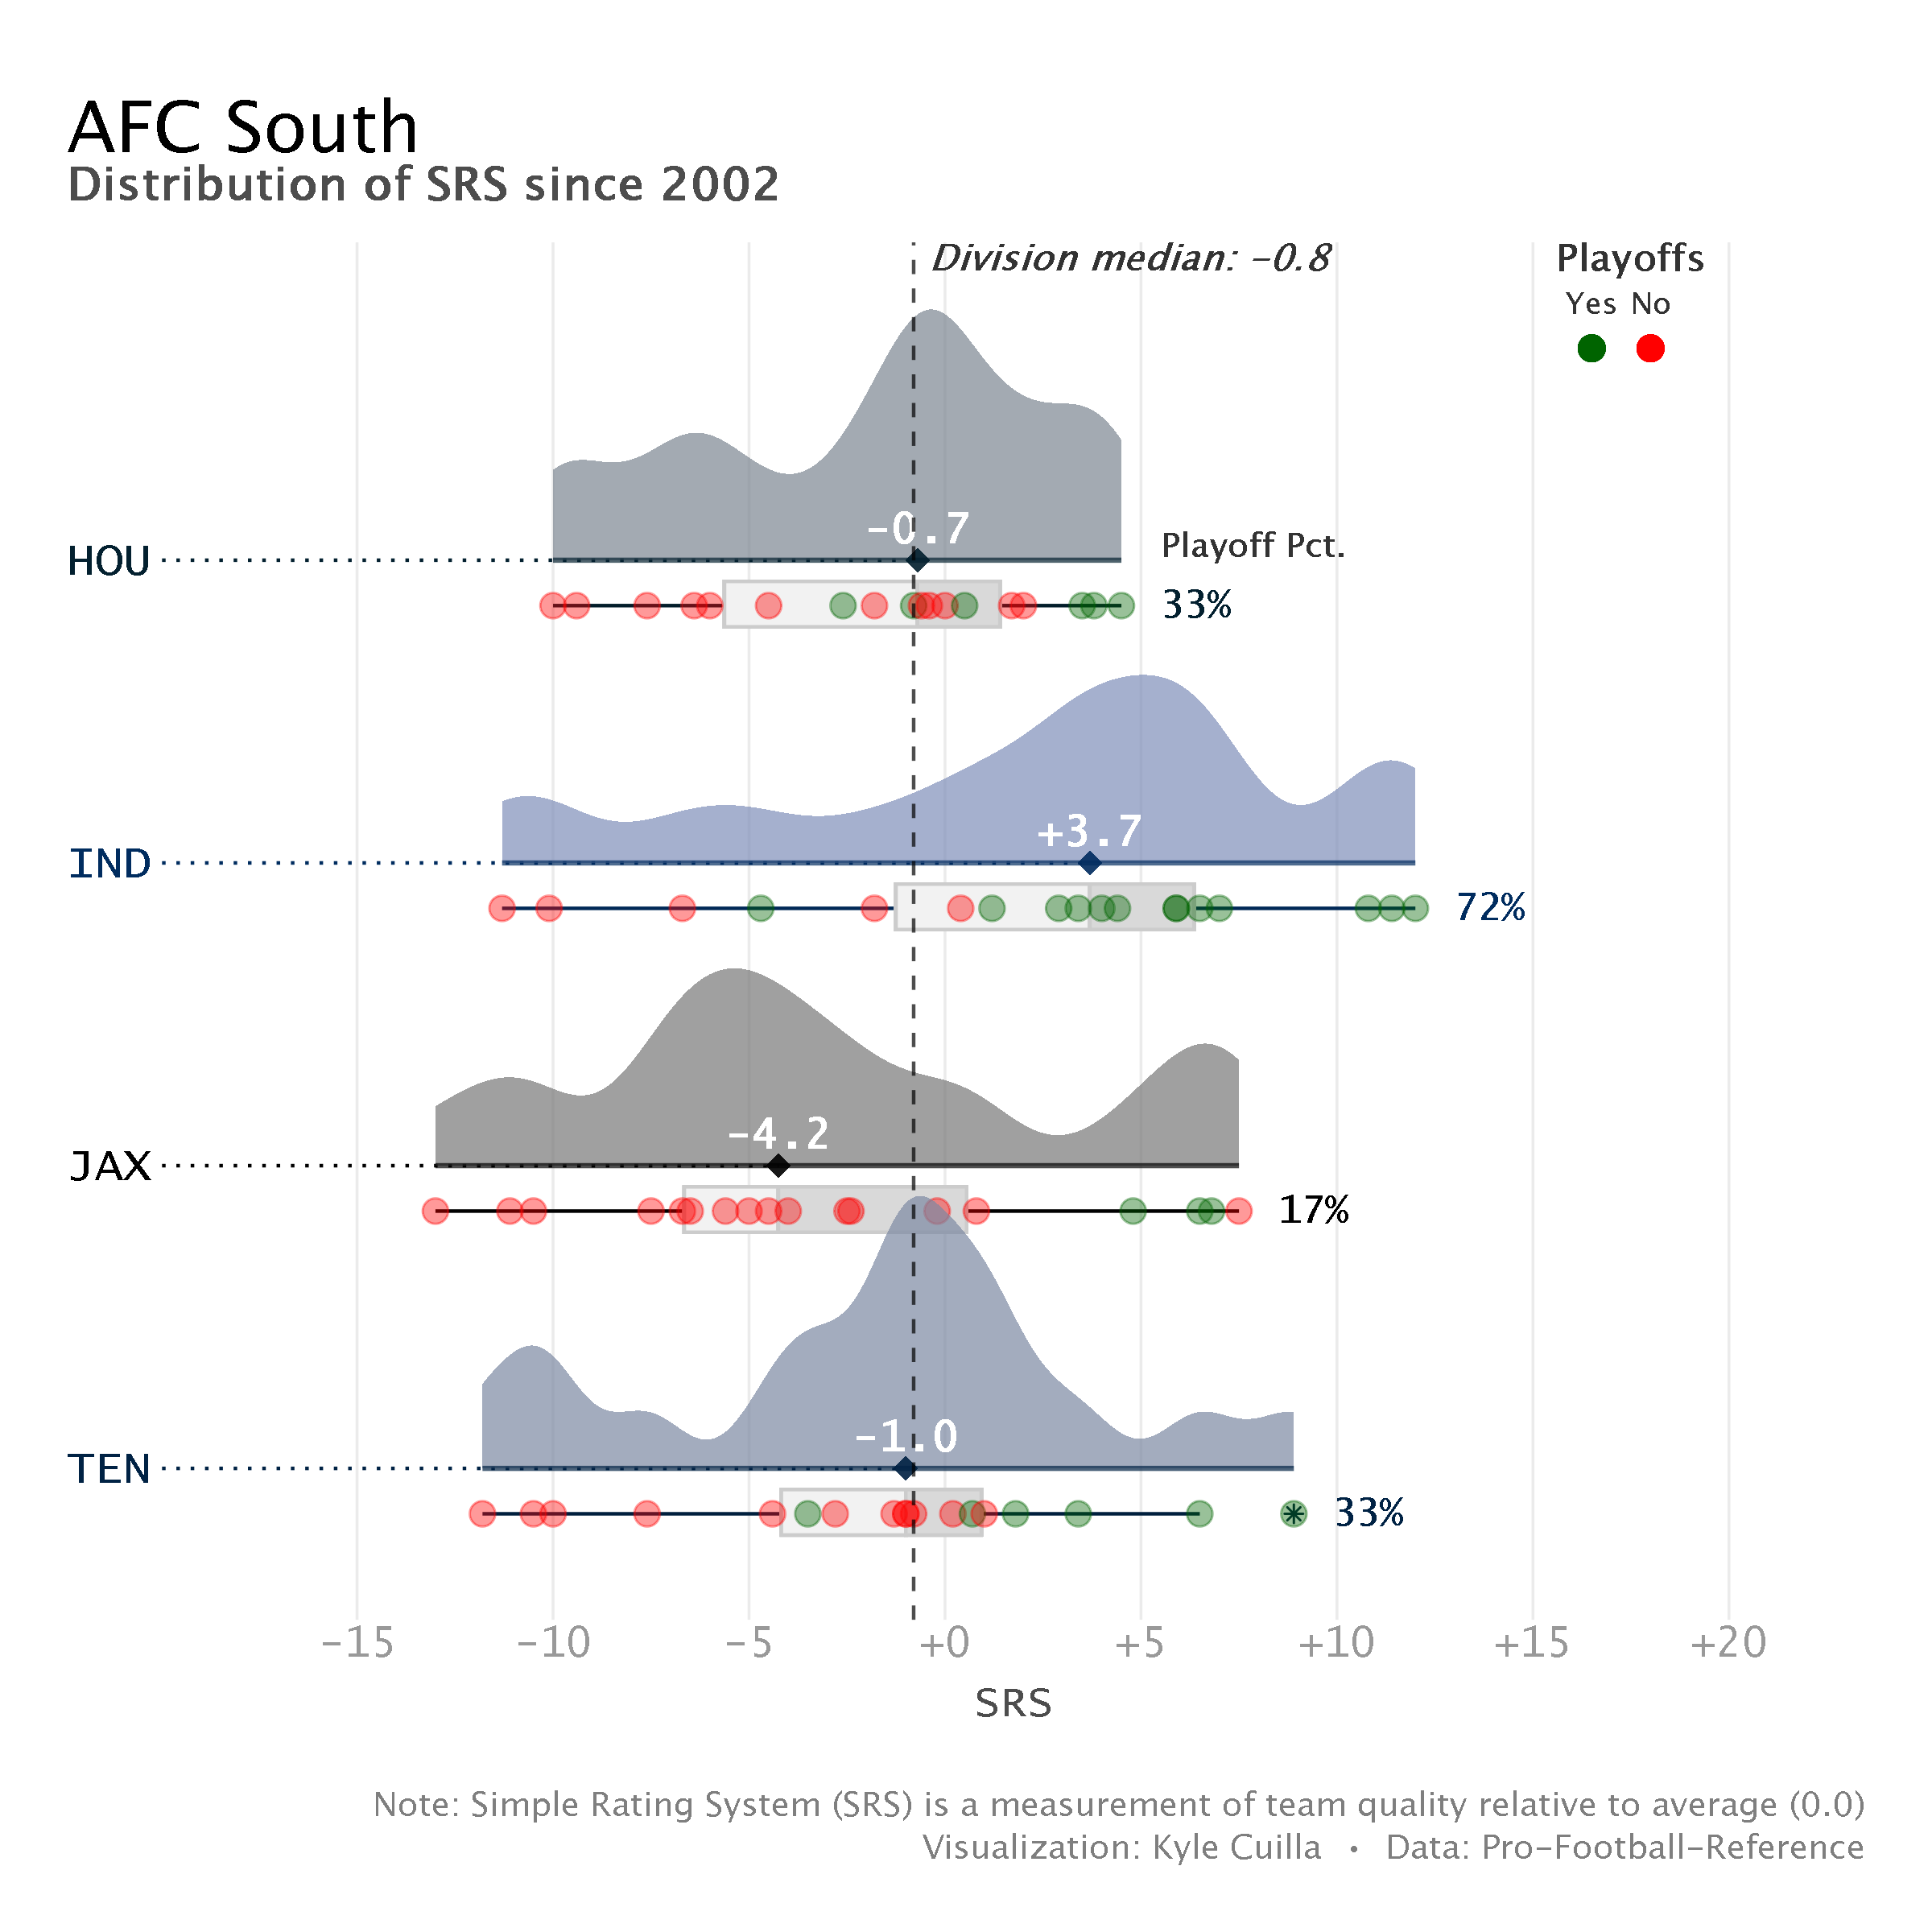 AFC South
Distribution of SRS since 2002
Division median: -0.8
Playoffs
Yes No
-0.7
Playoff Pct.
HOU
33%
+3.7
IND
72%
-4.2
JAX
17%
-1.0
TEN
33%
-15 -10 -5 +0 +5 +10 +15 +20
SRS
Note: Simple Rating System (SRS) is a measurement of team quality relative to average (0.0)
Visualization: Kyle Cuilla • Data: Pro-Football-Reference